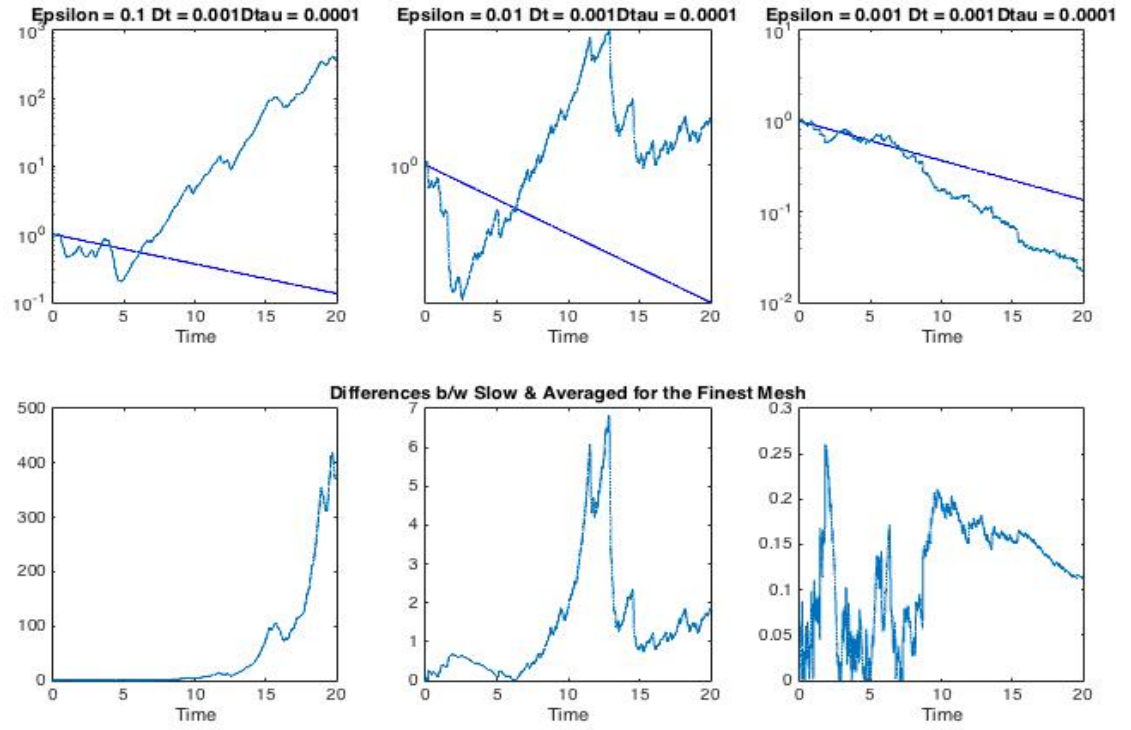 Epsilon = 0.1 Dt = 0.001Dtau = 0.0001
Epsilon = 0.01 Dt = 0.001Dtau = 0.0001
Epsilon = 0.001 Dt = 0.001Dtau = 0.0001
10^3
10^2
10^1
10^0
10^-1
0 5 10 15 20
Time
10^0
0 5 10 15 20
Time
10^1
10^0
10^-1
10^-2
0 5 10 15 20
Time
Differences b/w Slow & Averaged for the Finest Mesh
500
400
300
200
100
0
0 5 10 15 20
Time
7
6
5
4
3
2
1
0
0 5 10 15 20
Time
0.3
0.25
0.2
0.15
0.1
0.05
0
0 5 10 15 20
Time